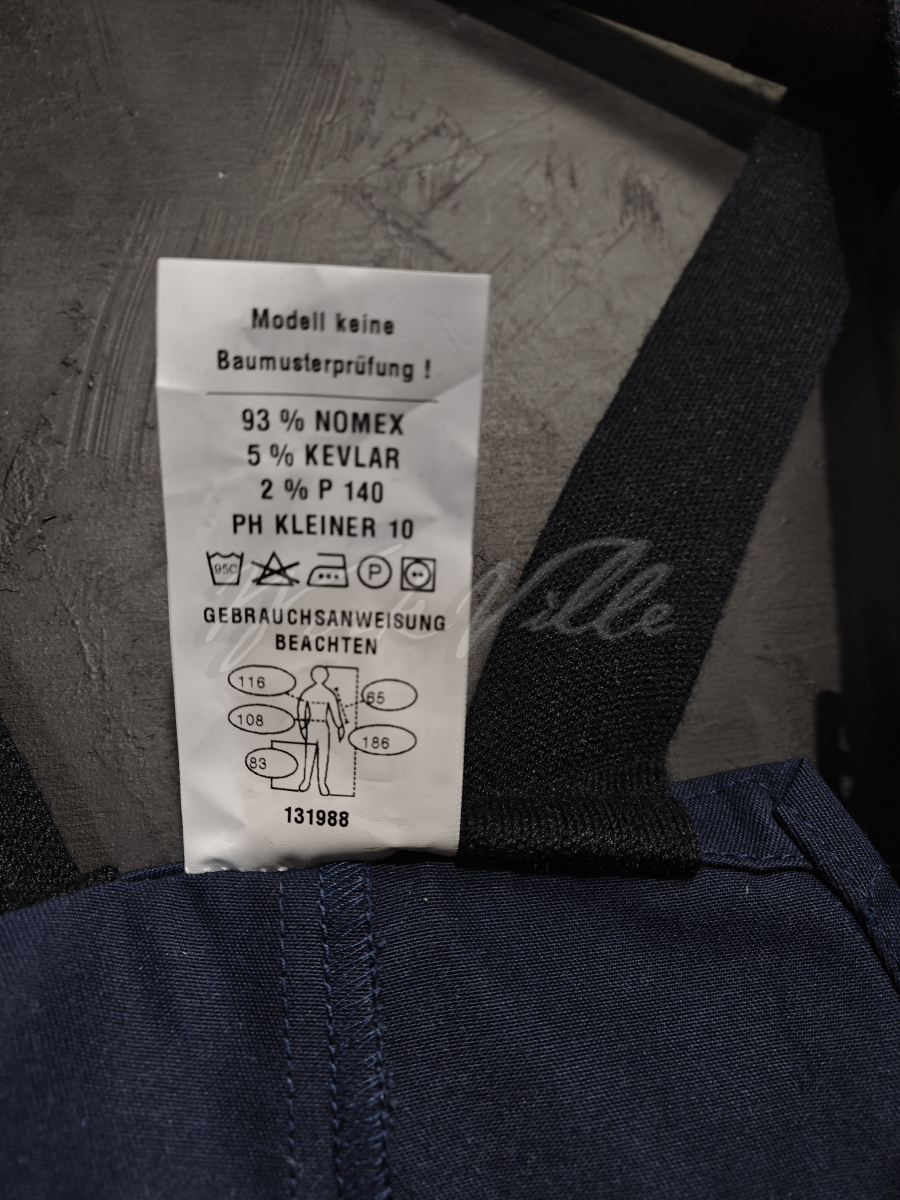 Modell keine
Baumusterprüfung !
93 % NOMEX
5 % KEVLAR
2 % P 140
PH KLEINER 10
95C
P
GEBRAUCHSANWEISUNG
BEACHTEN
116
65
108
186
83
131988
Ville